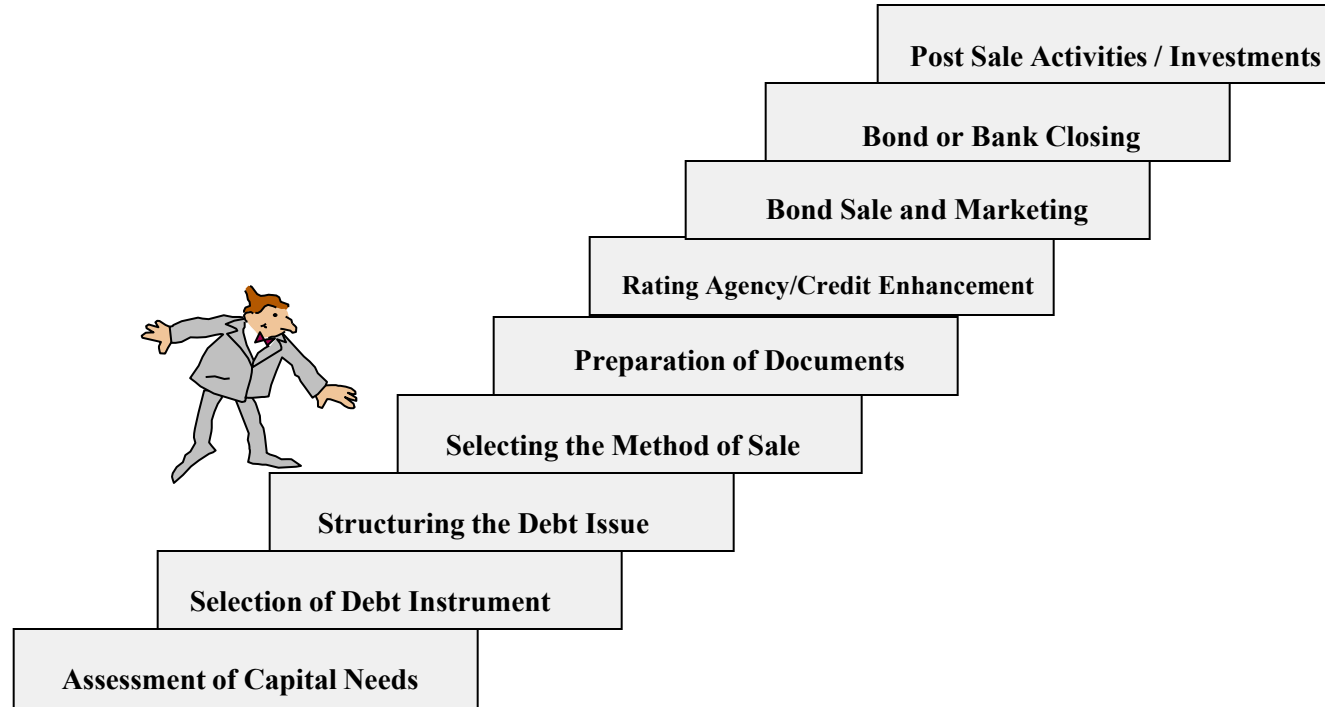 Post Sale Activities / Investments
Bond or Bank Closing
Bond Sale and Marketing
Rating Agency/Credit Enhancement
Preparation of Documents
Selecting the Method of Sale
Structuring the Debt Issue
Selection of Debt Instrument
Assessment of Capital Needs